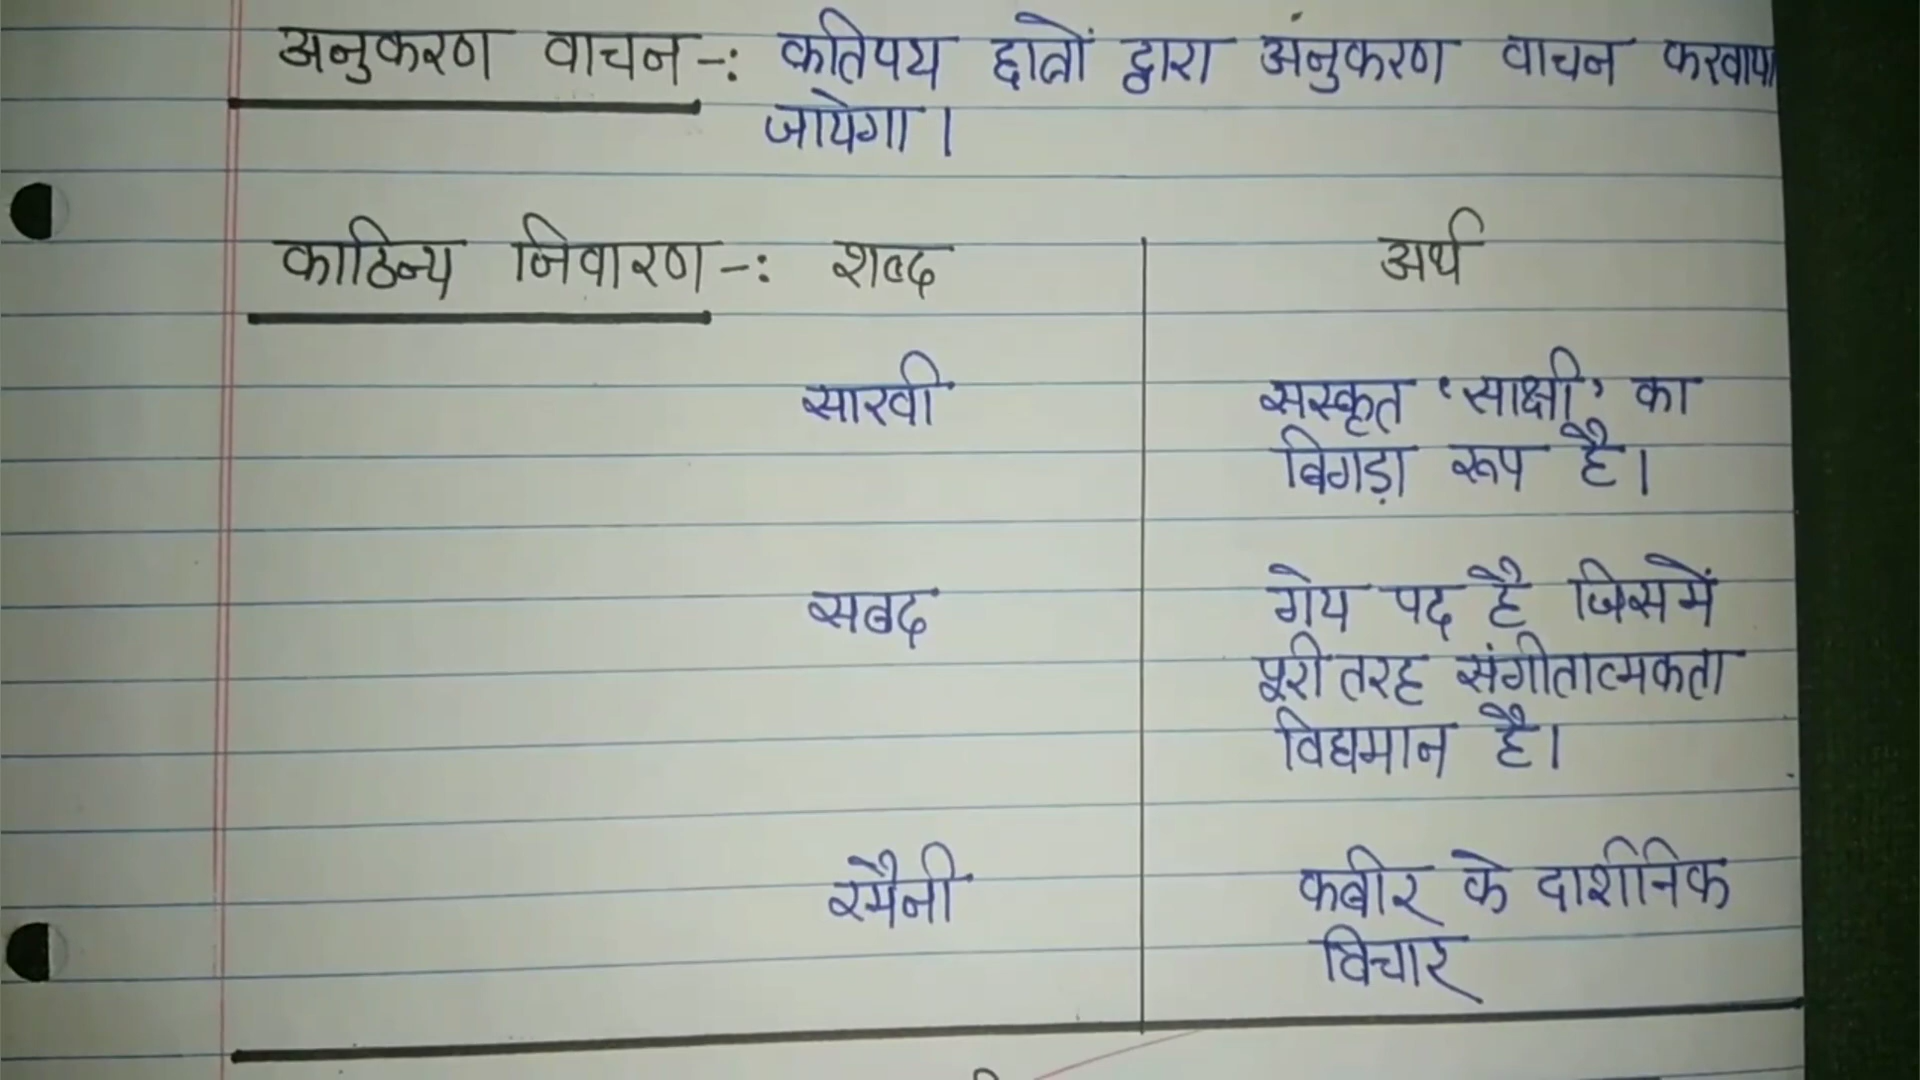 अनुकरण वाचन -: कतिपय छात्रों द्वारा अंनुकरण वाचन करवाया
जायेगा ।
काठिन्य निवारण -: शब्द अर्थ
साखी सस्कृत ‘साक्षी’ का
बिगड़ा रूप है।
सबद गेय पद है जिसमें
पूरी तरह संगीतात्मकता
विद्यमान है।
रमैनी कबीर के दार्शनिक
विचार